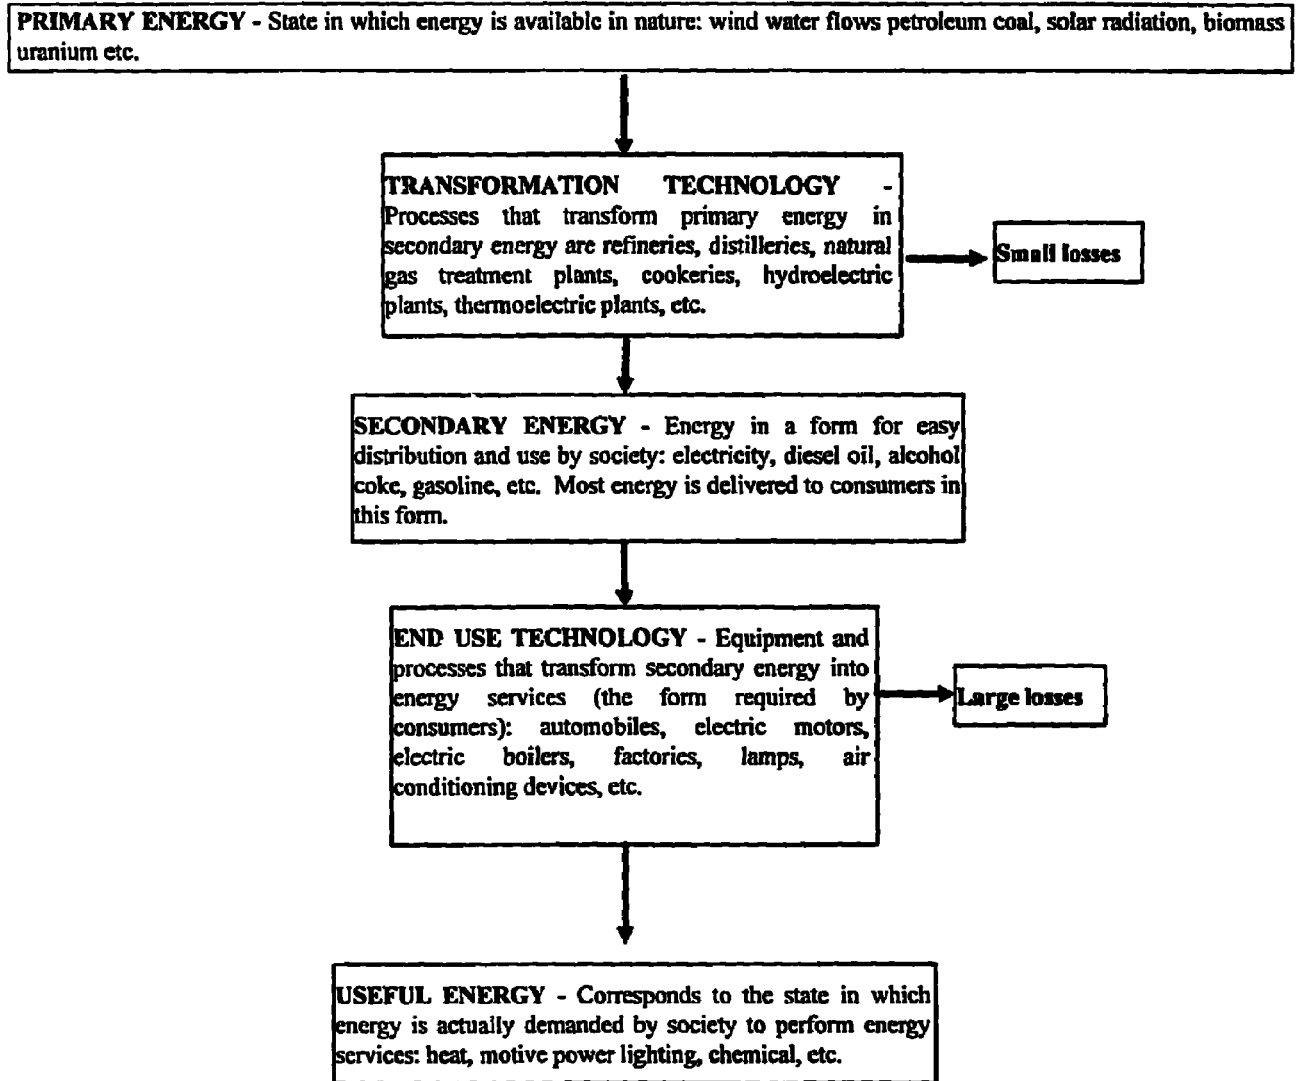 PRIMARY ENERGY - State in which energy is available in nature: wind water flows petroleum coal, solar radiation, biomass
uranium etc.
TRANSFORMATION TECHNOLOGY -
Processes that transform primary energy in
secondary energy are refineries, distilleries, natural
gas treatment plants, cookeries, hydroelectric
plants, thermoelectric plants, etc.
Small losses
SECONDARY ENERGY - Energy in a form for easy
distribution and use by society: electricity, diesel oil, alcohol
coke, gasoline, etc. Most energy is delivered to consumers in
this form.
END USE TECHNOLOGY - Equipment and
processes that transform secondary energy into
energy services (the form required by
consumers): automobiles, electric motors,
electric boilers, factories, lamps, air
conditioning devices, etc.
Large losses
USEFUL ENERGY - Corresponds to the state in which
energy is actually demanded by society to perform energy
services: heat, motive power lighting, chemical, etc.